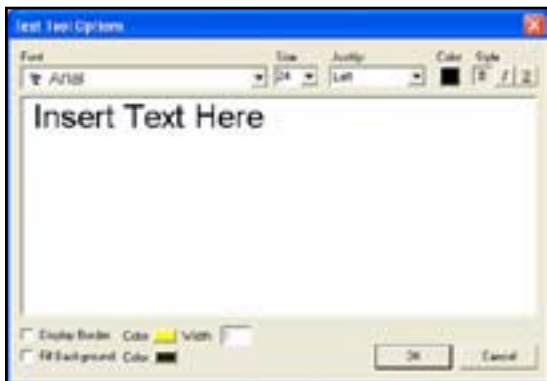 Text Tool Options
Font Size Justify Color Style
Arial 24 Left B I U
Insert Text Here
Display Border Color Width
Fill Background Color
OK Cancel